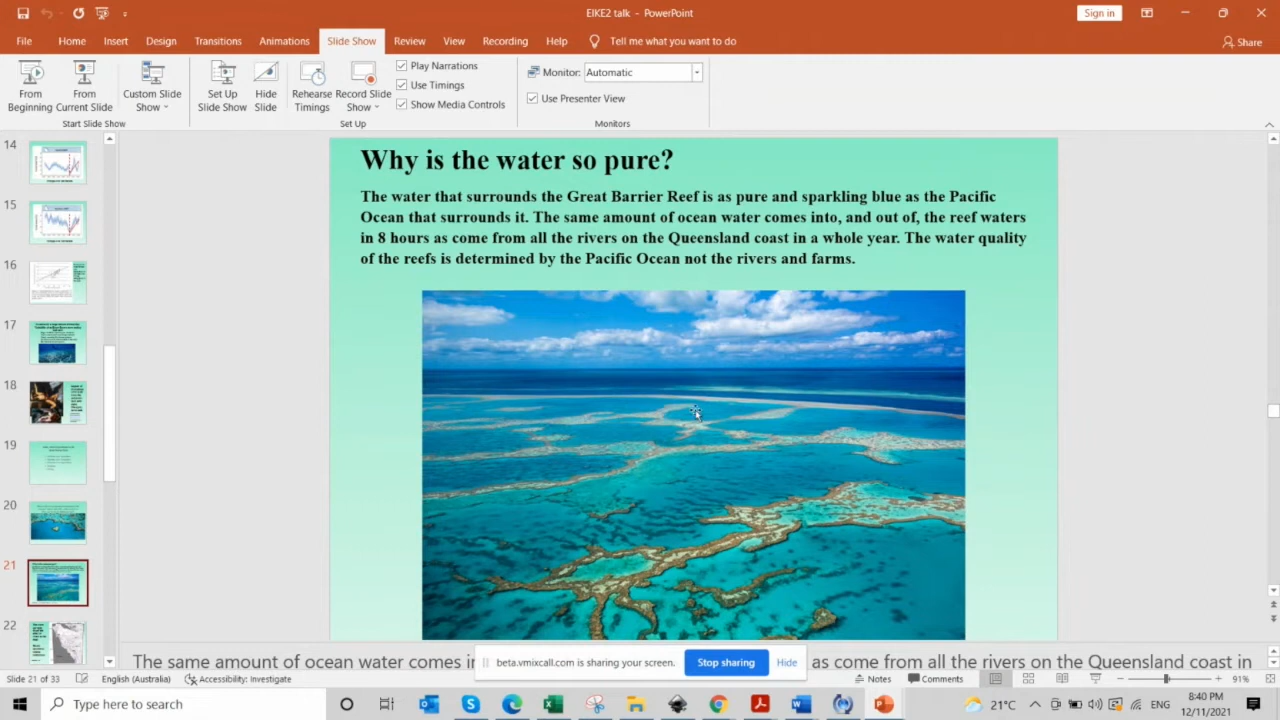 EIKE2 talk - PowerPoint
Sign in
File Home Insert Design Transitions Animations Slide Show Review View Recording Help Tell me what you want to do Share
From Beginning
From Current Slide
Custom Slide Show
Start Slide Show
Set Up Slide Show
Hide Slide
Rehearse Timings
Record Slide Show
Play Narrations
Use Timings
Show Media Controls
Set Up
Monitor: Automatic
Use Presenter View
Monitors
14
15
16
17
18
19
20
21
22
Why is the water so pure?
The water that surrounds the Great Barrier Reef is as pure and sparkling blue as the Pacific
Ocean that surrounds it. The same amount of ocean water comes into, and out of, the reef waters
in 8 hours as come from all the rivers on the Queensland coast in a whole year. The water quality
of the reefs is determined by the Pacific Ocean not the rivers and farms.
The same amount of ocean water comes in
as come from all the rivers on the Queensland coast in
beta.vmixcall.com is sharing your screen. Stop sharing Hide
Slide 21 of 33 English (Australia) Accessibility: Investigate Notes Comments 91%
Type here to search
21°C
8:40 PM
12/11/2021